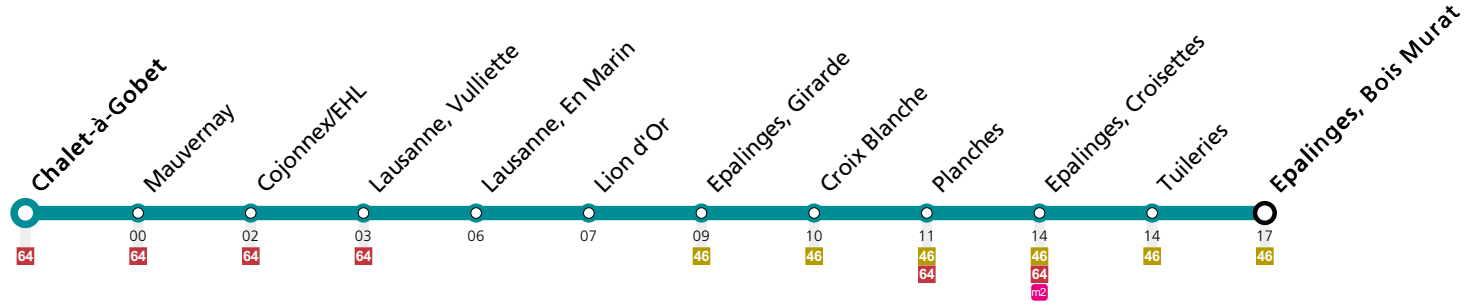 Chalet-à-Gobet
Mauvernay
Cojonnex/EHL
Lausanne, Vulliette
Lausanne, En Marin
Lion d'Or
Epalinges, Girarde
Croix Blanche
Planches
Epalinges, Croisettes
Tuileries
Epalinges, Bois Murat
00 02 03 06 07 09 10 11 14 14 17
64 64 64 64 46 46 46 46 46 46
64 64
m2